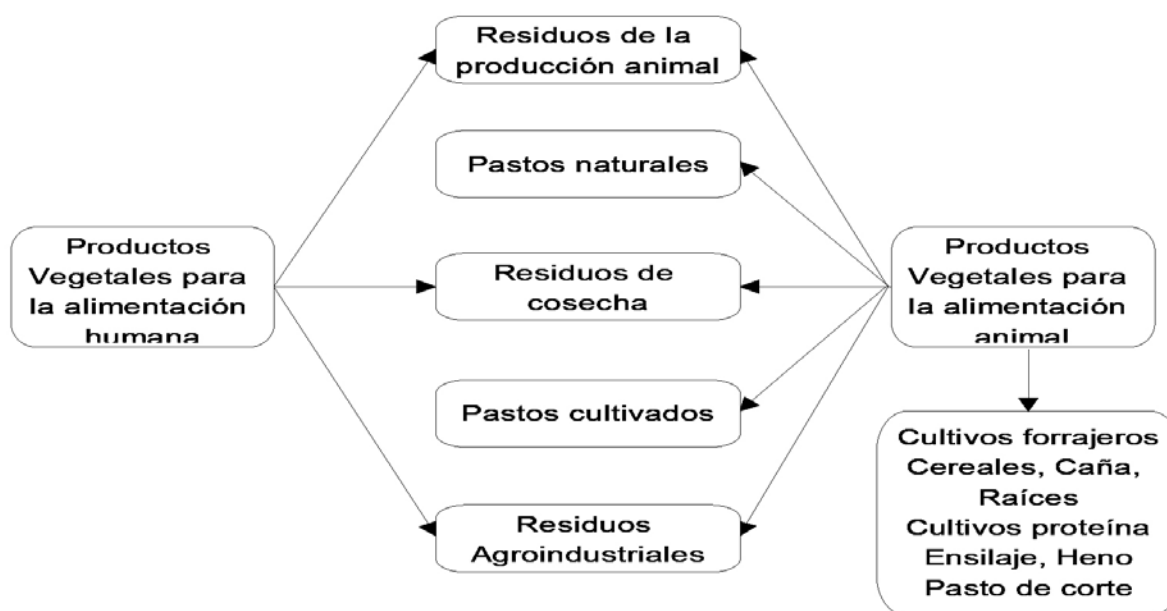 Residuos de la
producción animal
Pastos naturales
Productos
Vegetales para
la alimentación
humana
Residuos de
cosecha
Productos
Vegetales para
la alimentación
animal
Pastos cultivados
Cultivos forrajeros
Cereales, Caña,
Raíces
Cultivos proteína
Ensilaje, Heno
Pasto de corte
Residuos
Agroindustriales